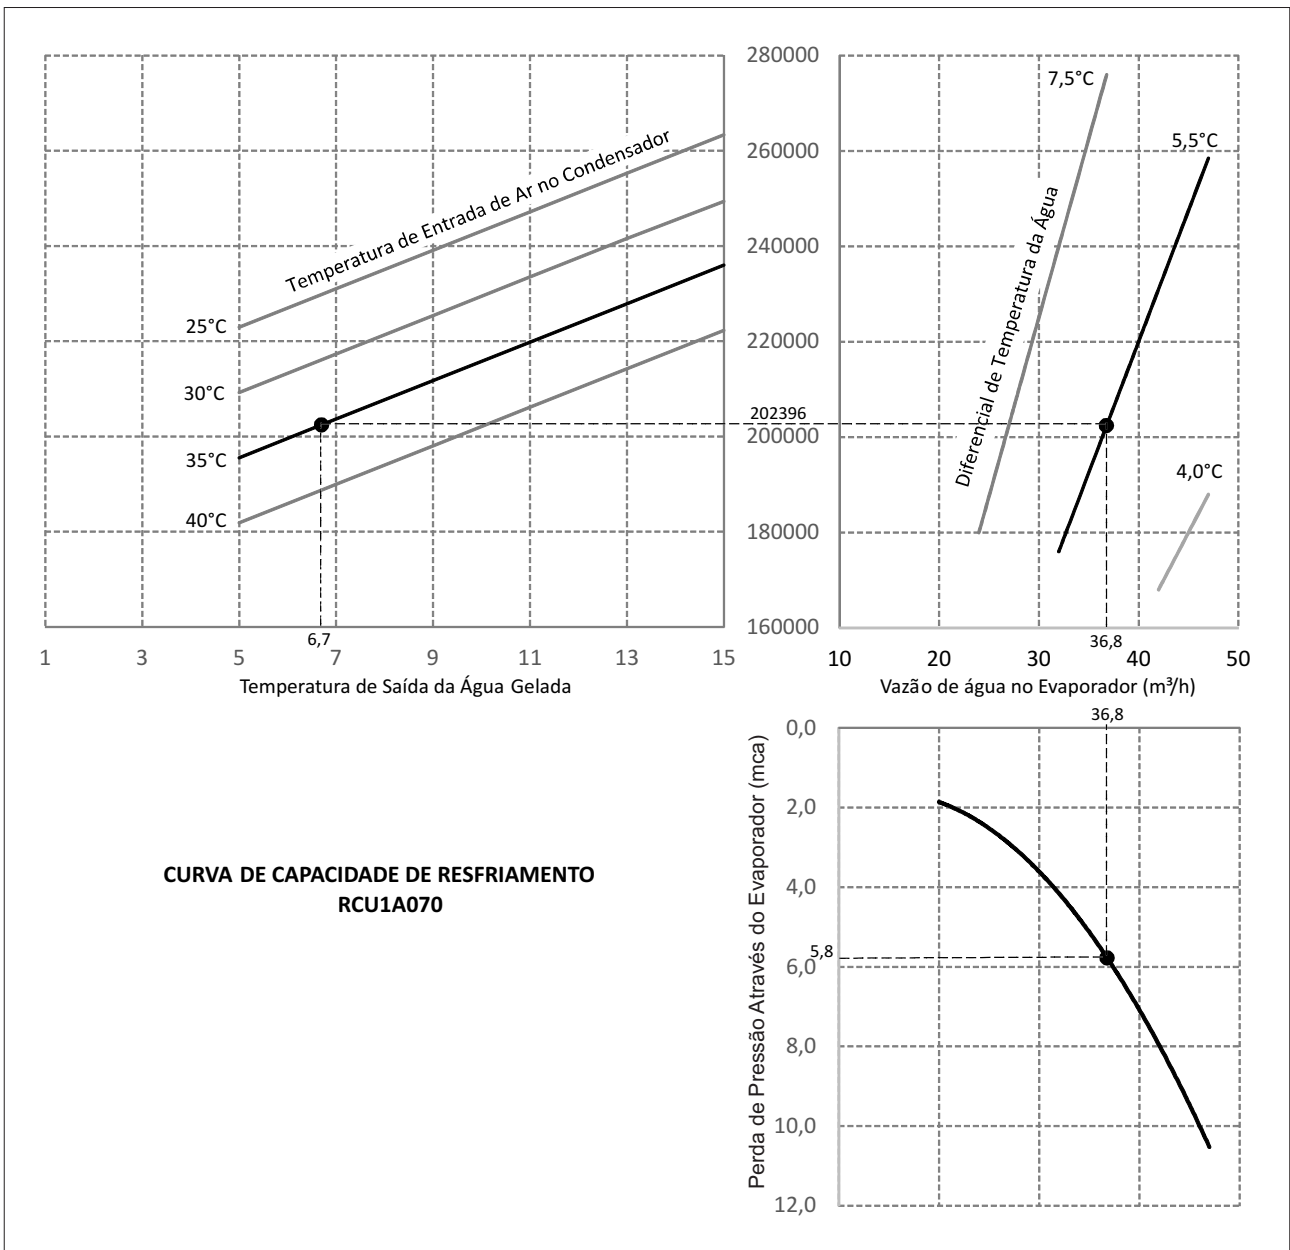 280000
260000
240000
220000
202396
200000
180000
160000
Temperatura de Entrada de Ar no Condensador
25°C
30°C
35°C
40°C
6,7
1 3 5 7 9 11 13 15
Temperatura de Saída da Água Gelada
7,5°C
5,5°C
4,0°C
Diferencial de Temperatura da Água
36,8
10 20 30 40 50
Vazão de água no Evaporador (m³/h)
36,8
0,0
2,0
4,0
5,8
6,0
8,0
10,0
12,0
Perda de Pressão Através do Evaporador (mca)
CURVA DE CAPACIDADE DE RESFRIAMENTO
RCU1A070